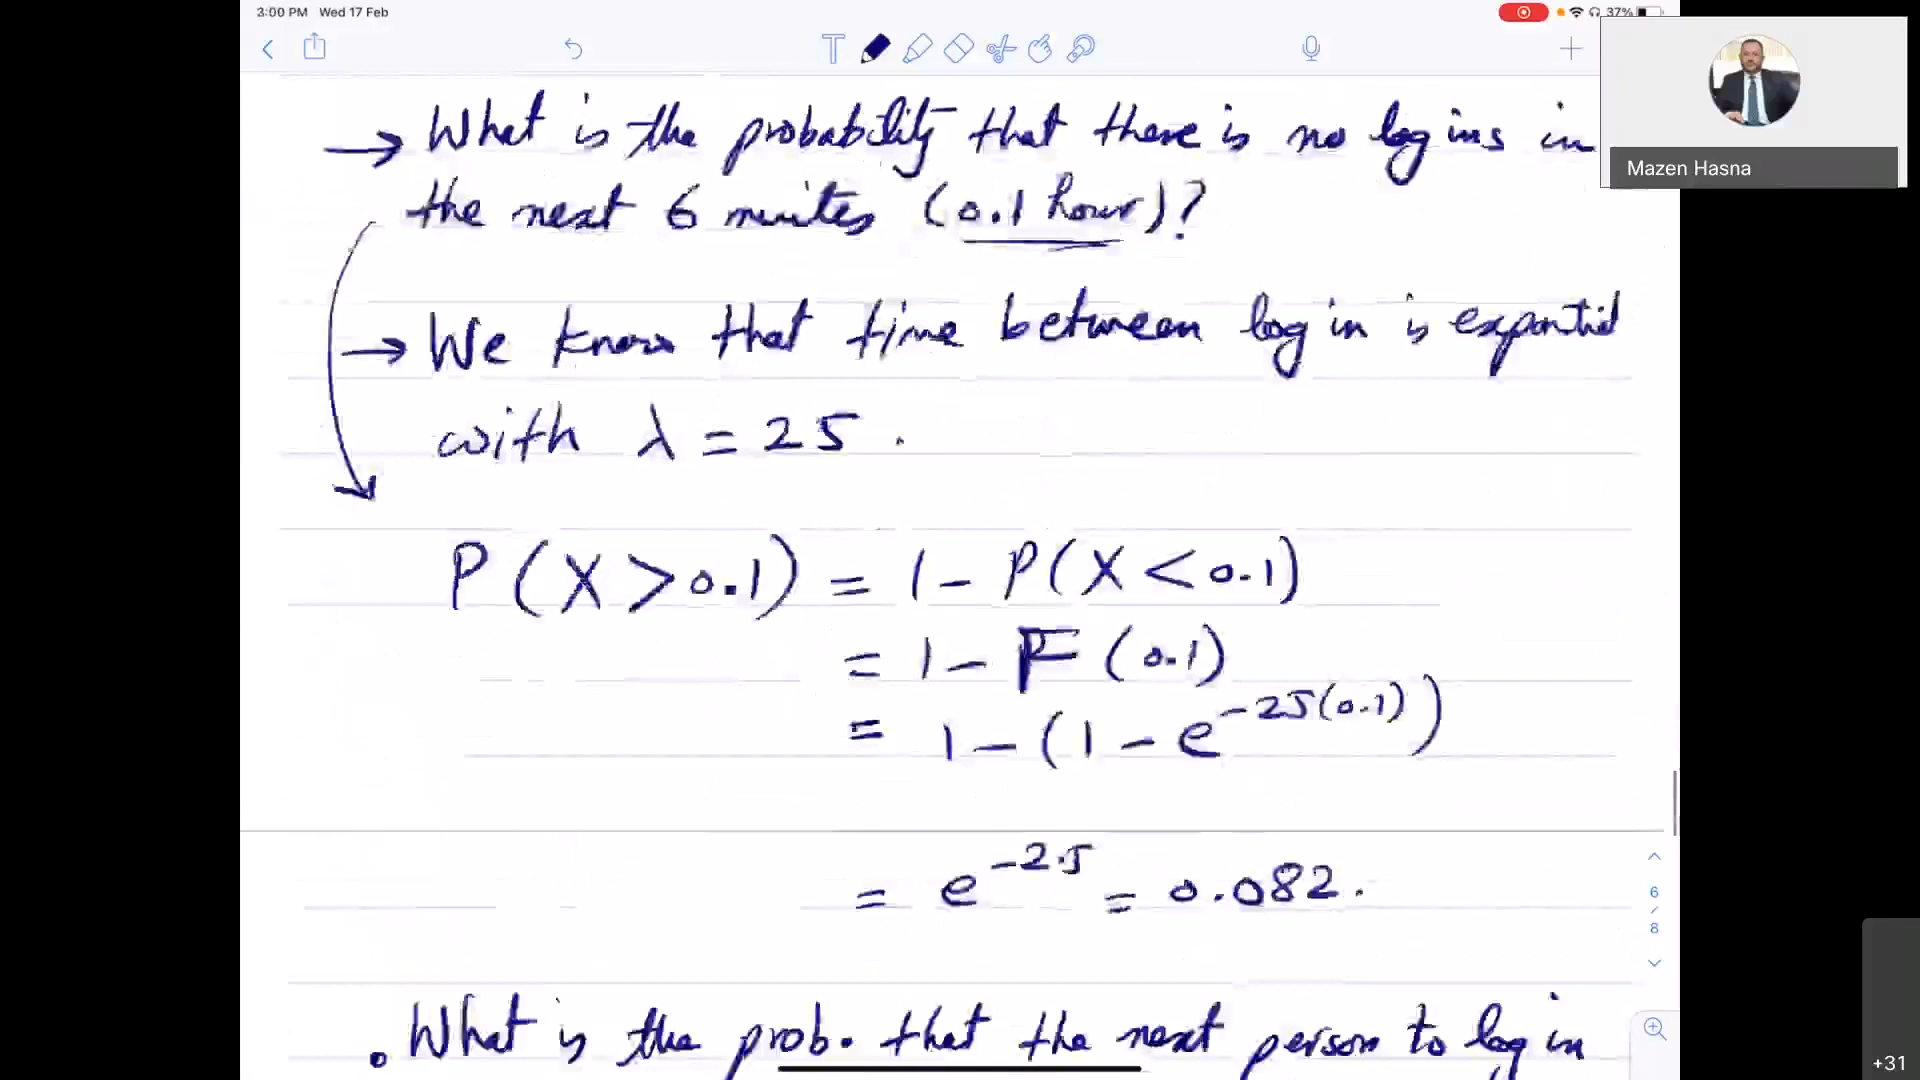 3:00 PM Wed 17 Feb
37%
Mazen Hasna
→ What is the probability that there is no log ins in
the next 6 minutes (0.1 hour)?
→ We know that time between log in is exponential
with λ = 25.
P(X > 0.1) = 1 - P(X < 0.1)
= 1 - F(0.1)
= 1 - (1 - e^{-25(0.1)})
= e^{-2.5} = 0.082.
6/8
. What is the prob. that the next person to log in
+31